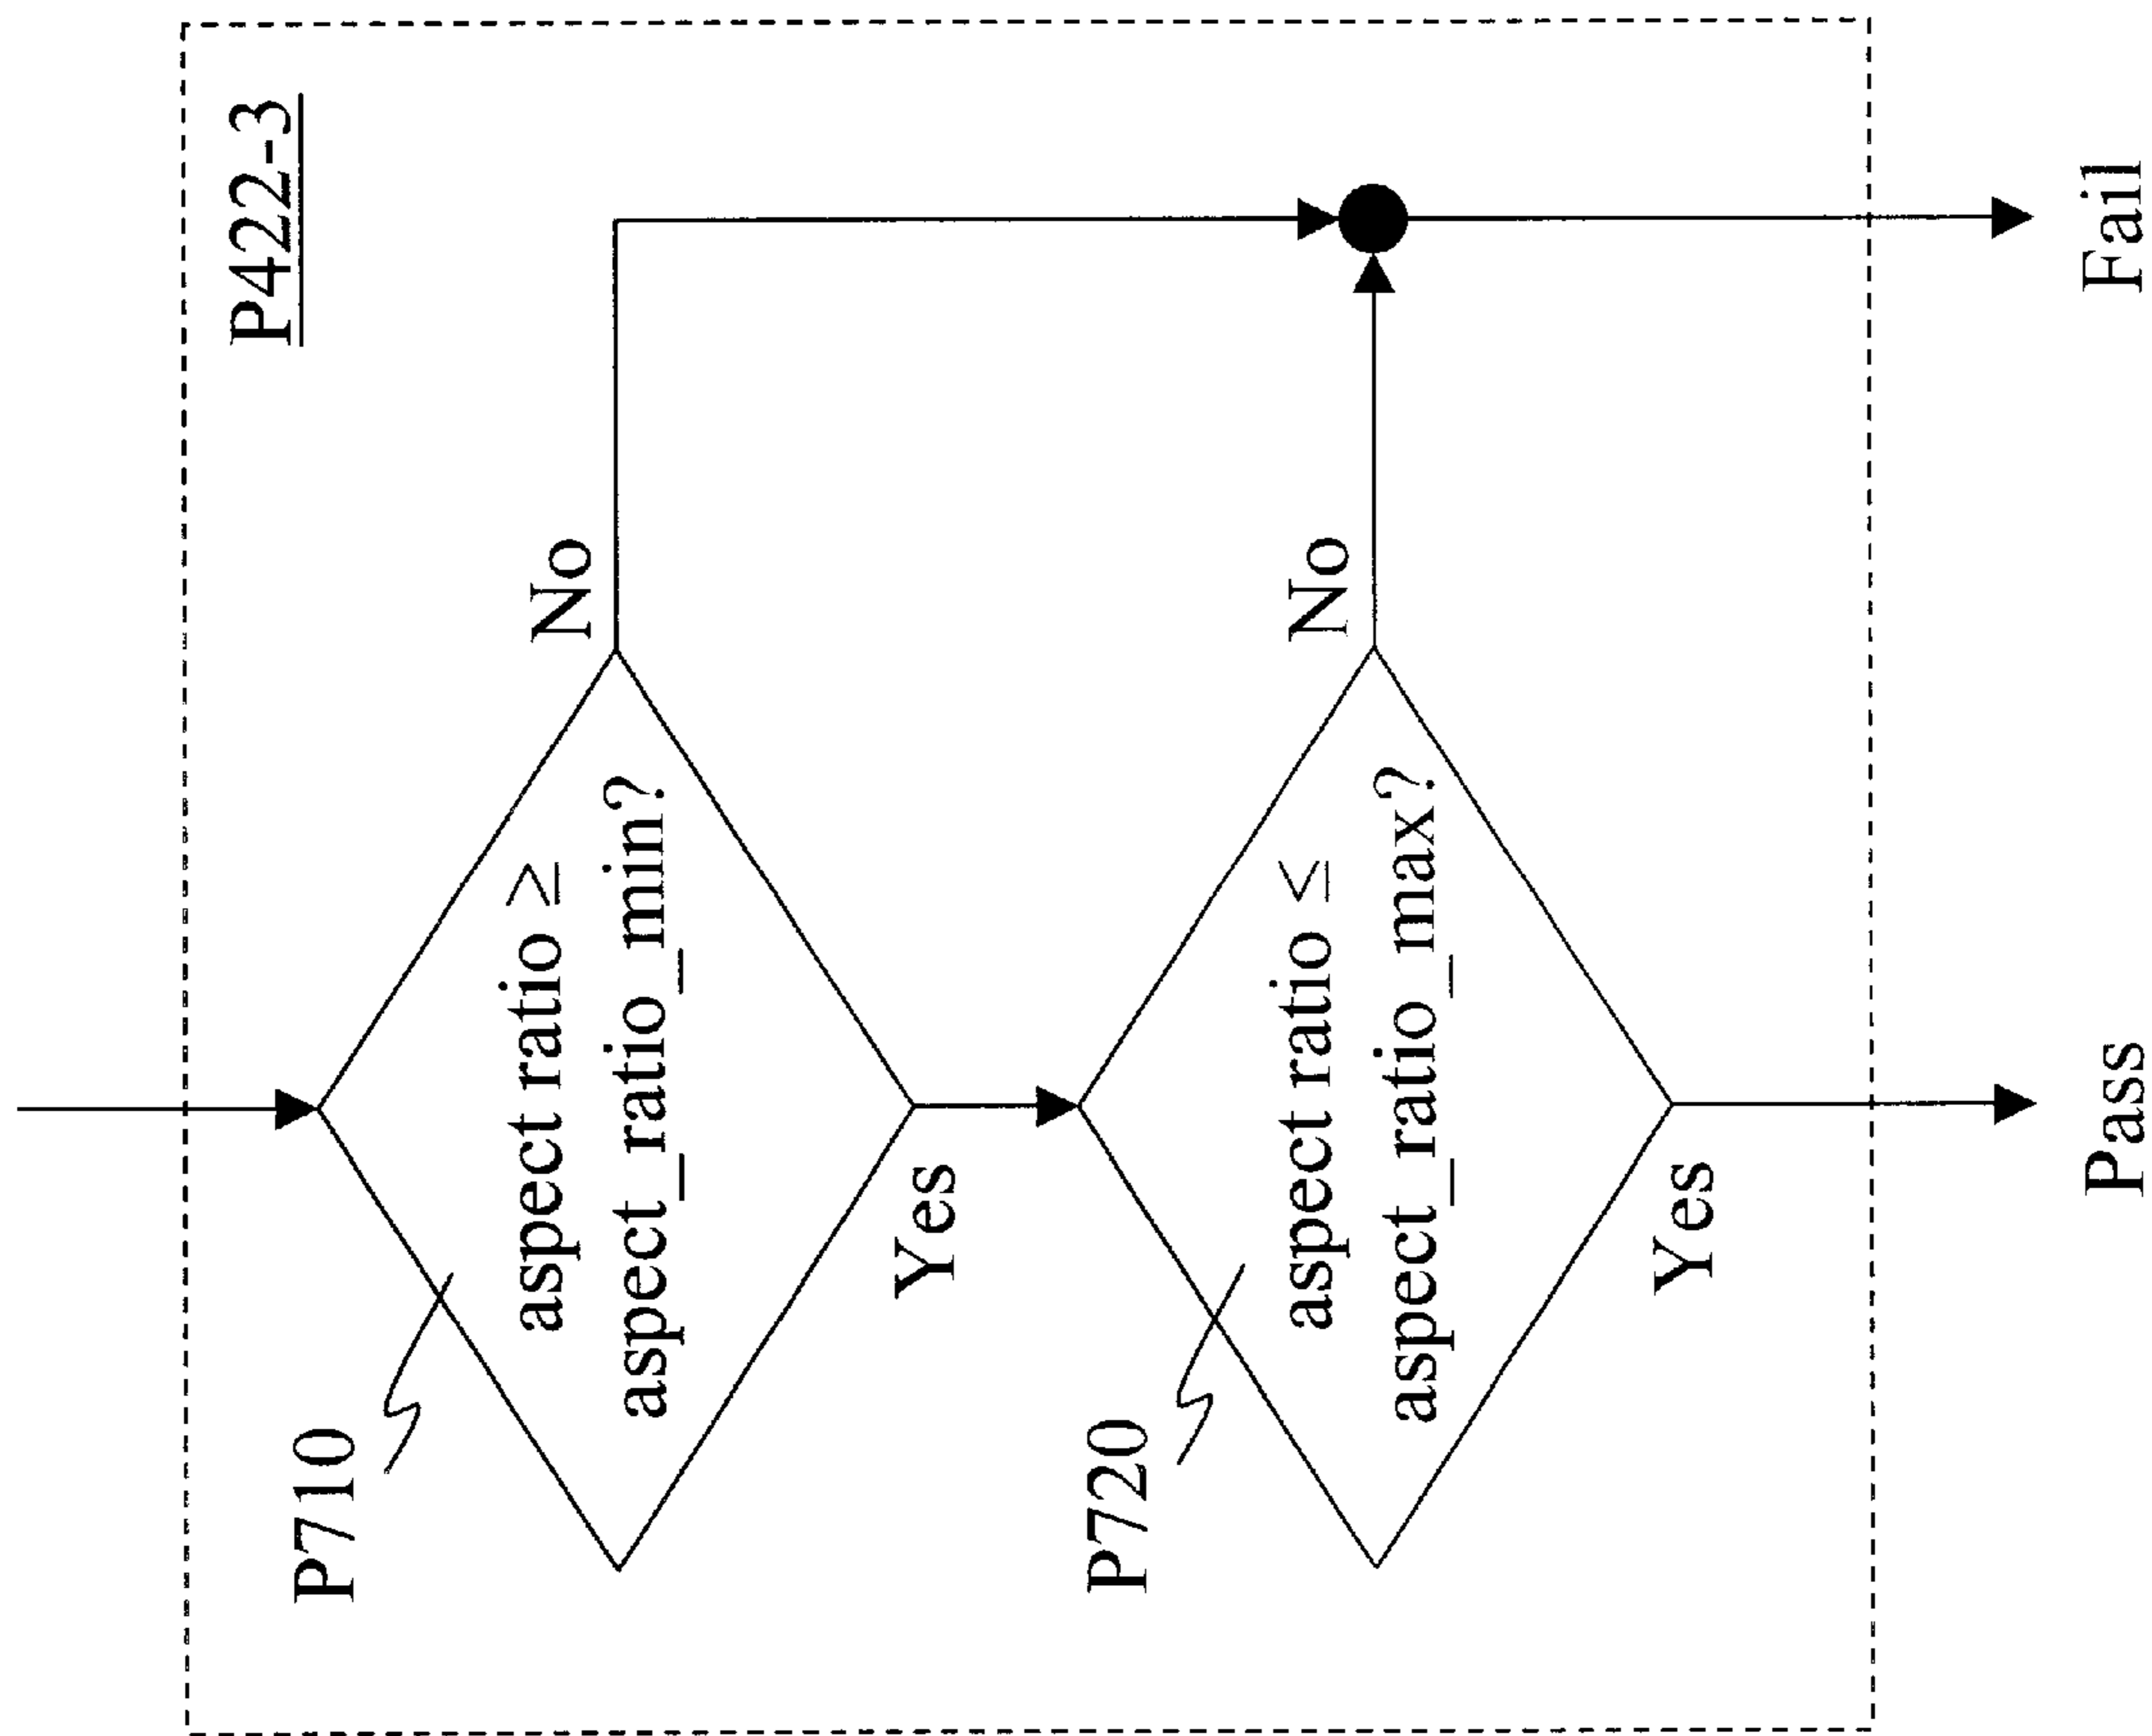 P422-3
P710
aspect ratio ≥
aspect_ratio_min?
No
Yes
P720
aspect ratio ≤
aspect_ratio_max?
No
Yes
Pass
Fail